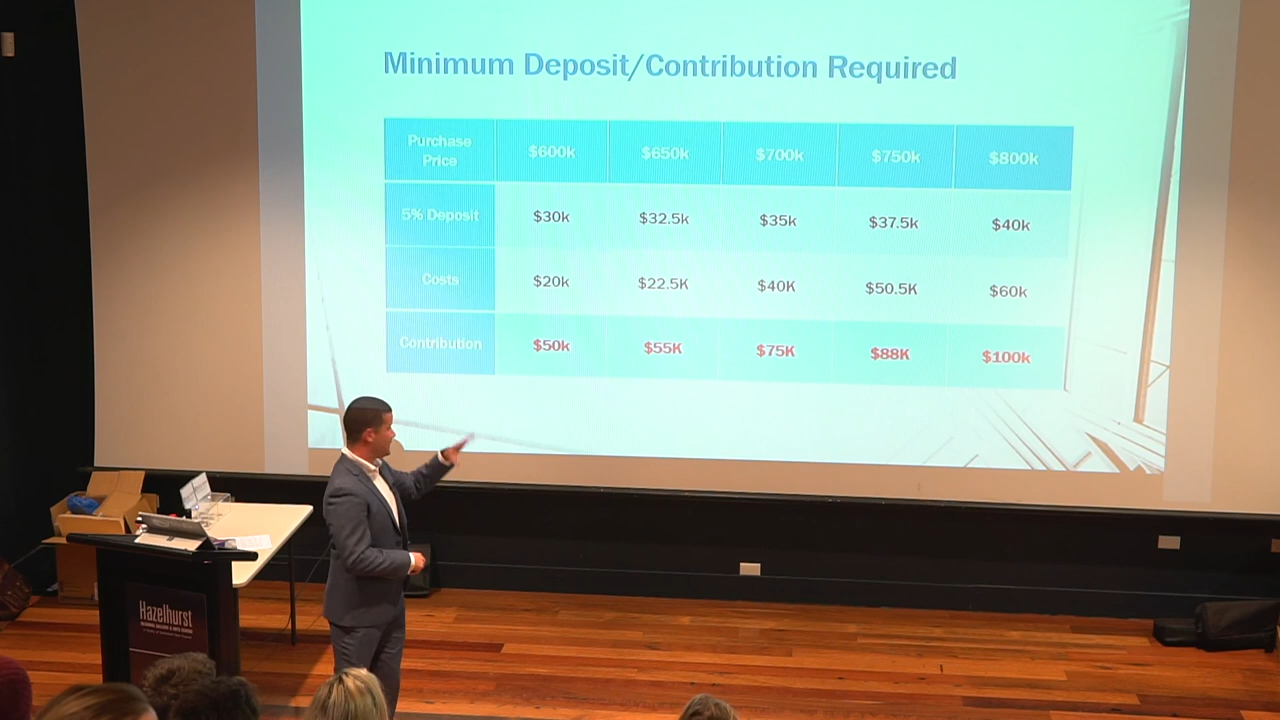 Minimum Deposit/Contribution Required
Purchase Price $600k $650k $700k $750k $800k
5% Deposit $30k $32.5k $35k $37.5k $40k
Costs $20k $22.5K $40K $50.5K $60k
Contribution $50k $55K $75K $88K $100k
Hazelhurst